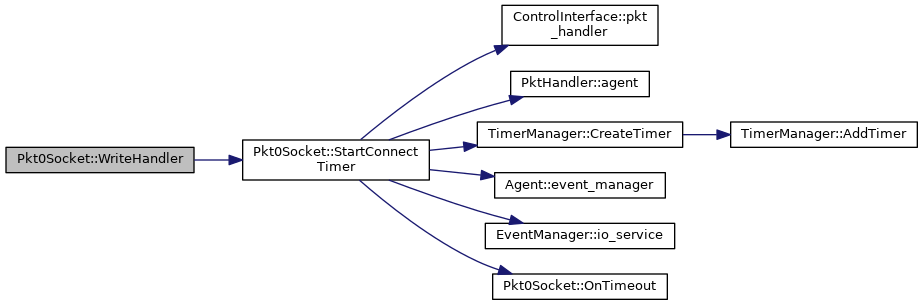 Pkt0Socket::WriteHandler
Pkt0Socket::StartConnect
Timer
ControlInterface::pkt
_handler
PktHandler::agent
TimerManager::CreateTimer
TimerManager::AddTimer
Agent::event_manager
EventManager::io_service
Pkt0Socket::OnTimeout